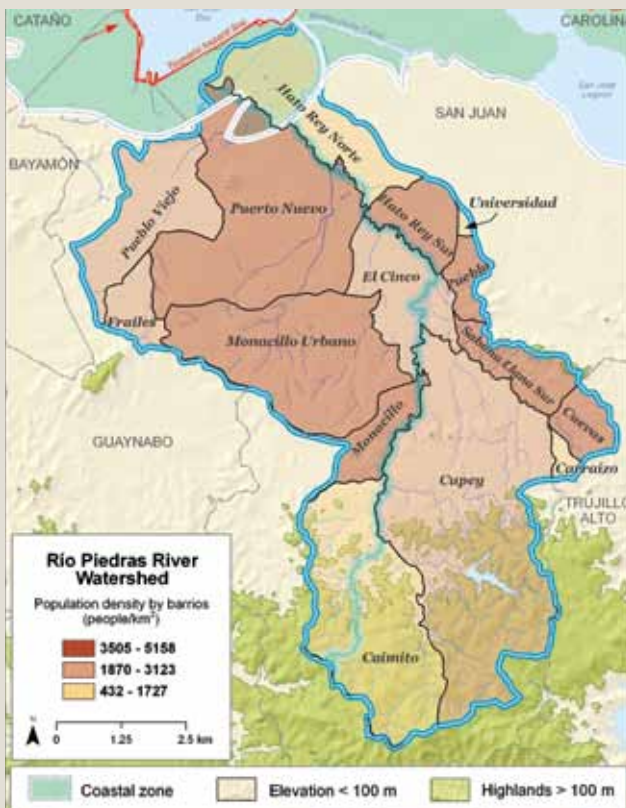 CATAÑO
CAROLINA
SAN JUAN
Hato Rey Norte
BAYAMÓN
Universidad
Pueblo Viejo
Puerto Nuevo
Hato Rey Sur
Pueblo
El Cinco
Frailes
Monacillo Urbano
Sabana Llana Sur
Cuevas
GUAYNABO
Monacillo
Carraizo
Cupey
TRUJILLO
ALTO
Caimito
Río Piedras River
Watershed
Population density by barrios
(people/km²)
3505 - 5158
1870 - 3123
432 - 1727
N
0 1.25 2.5 km
Coastal zone
Elevation < 100 m
Highlands > 100 m